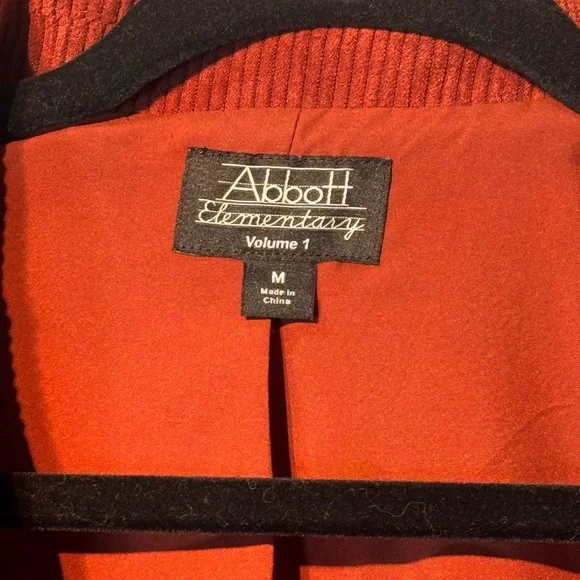 Abbott
Elementary
Volume 1
M
Made in
China